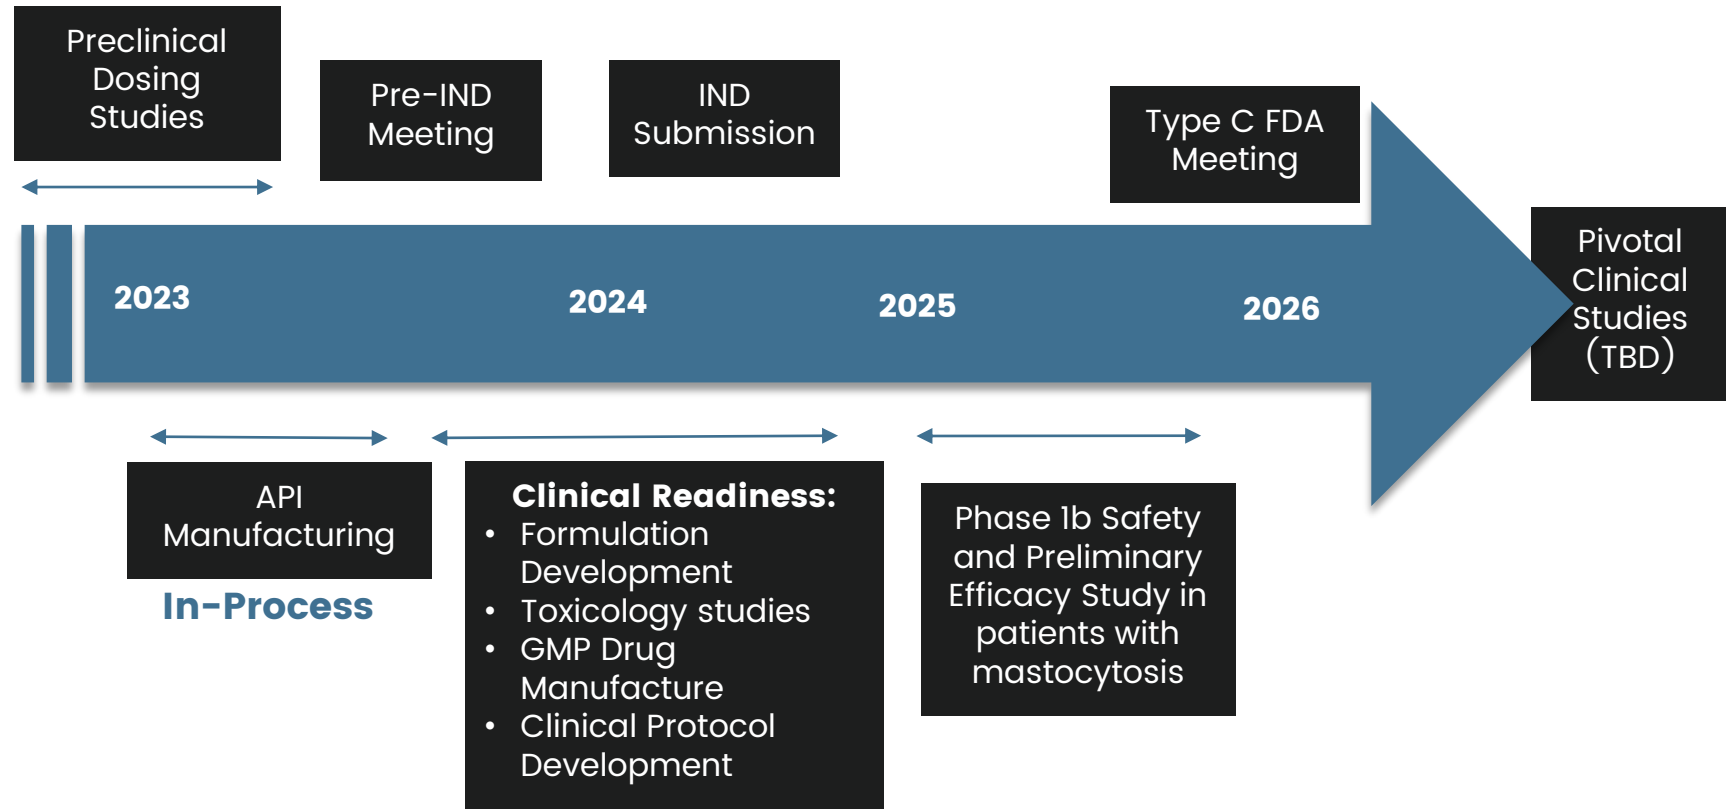 Preclinical
Dosing
Studies
Pre-IND
Meeting
IND
Submission
Type C FDA
Meeting
Pivotal
Clinical
Studies
(TBD)
2023
2024
2025
2026
API
Manufacturing
In-Process
Clinical Readiness:
• Formulation
Development
• Toxicology studies
• GMP Drug
Manufacture
• Clinical Protocol
Development
Phase 1b Safety
and Preliminary
Efficacy Study in
patients with
mastocytosis